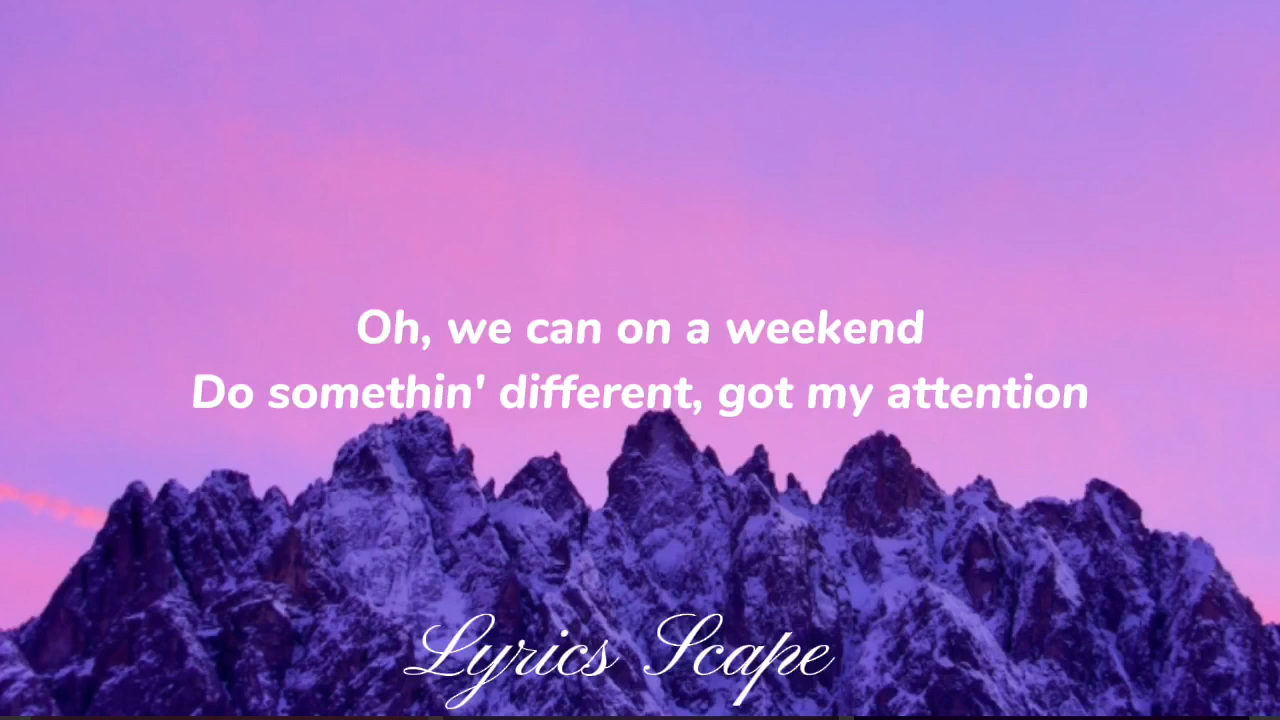 Oh, we can on a weekend
Do somethin' different, got my attention
Lyrics Scape